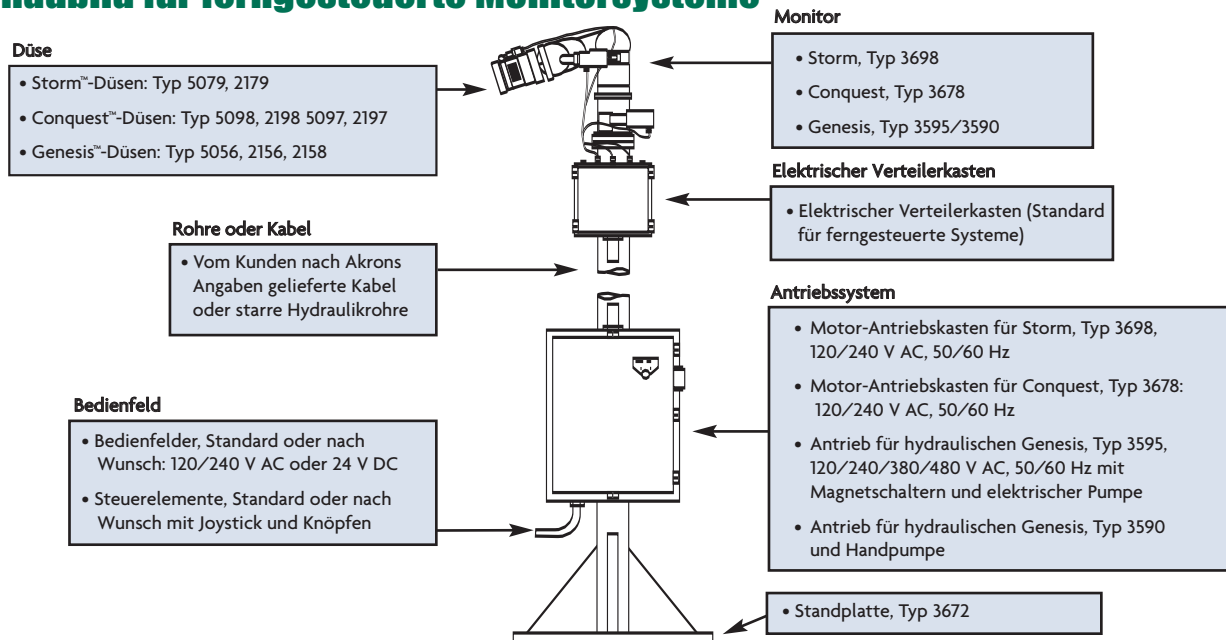 für ferngesteuerte Monitorsysteme
Düse
• Storm™-Düsen: Typ 5079, 2179
• Conquest™-Düsen: Typ 5098, 2198 5097, 2197
• Genesis™-Düsen: Typ 5056, 2156, 2158
Rohre oder Kabel
• Vom Kunden nach Akrons
Angaben gelieferte Kabel
oder starre Hydraulikrohre
Bedienfeld
• Bedienfelder, Standard oder nach
Wunsch: 120/240 V AC oder 24 V DC
• Steuerelemente, Standard oder nach
Wunsch mit Joystick und Knöpfen
Monitor
• Storm, Typ 3698
• Conquest, Typ 3678
• Genesis, Typ 3595/3590
Elektrischer Verteilerkasten
• Elektrischer Verteilerkasten (Standard
für ferngesteuerte Systeme)
Antriebssystem
• Motor-Antriebskasten für Storm, Typ 3698,
120/240 V AC, 50/60 Hz
• Motor-Antriebskasten für Conquest, Typ 3678:
120/240 V AC, 50/60 Hz
• Antrieb für hydraulischen Genesis, Typ 3595,
120/240/380/480 V AC, 50/60 Hz mit
Magnetschaltern und elektrischer Pumpe
• Antrieb für hydraulischen Genesis, Typ 3590
und Handpumpe
• Standplatte, Typ 3672